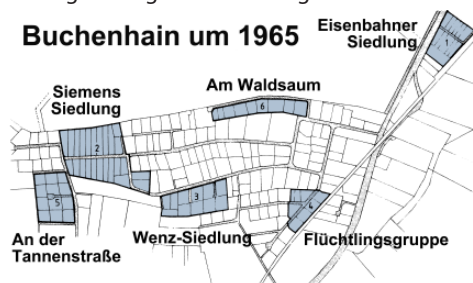 Buchenhain um 1965
Eisenbahner
Siedlung
1
Siemens
Siedlung
Am Waldsaum
6
2
5
3
4
An der
Tannenstraße
Wenz-Siedlung
Flüchtlingsgruppe